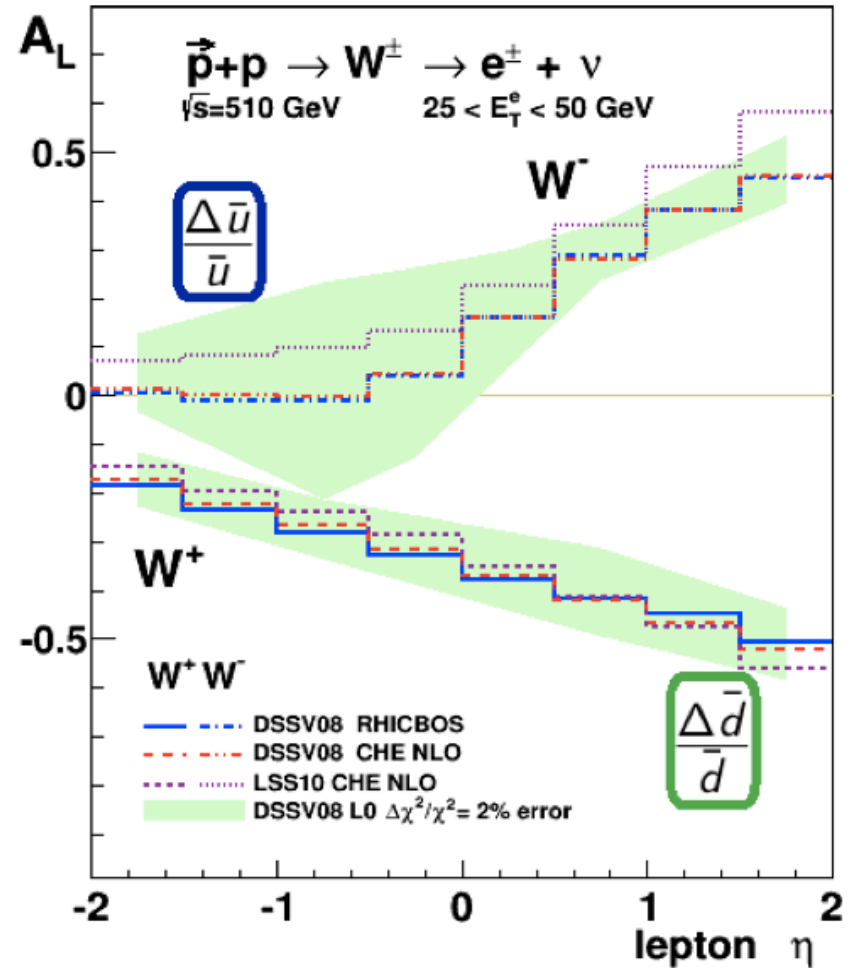 A_L
p⃗+p → W^± → e^± + ν
√s=510 GeV 25 < E_T^e < 50 GeV
0.5
W^-
Δū
ū
0
W^+
-0.5
W^+ W^-
DSSV08 RHICBOS
DSSV08 CHE NLO
LSS10 CHE NLO
DSSV08 L0 Δχ²/χ²= 2% error
Δd̄
d̄
-2 -1 0 1 2
lepton η